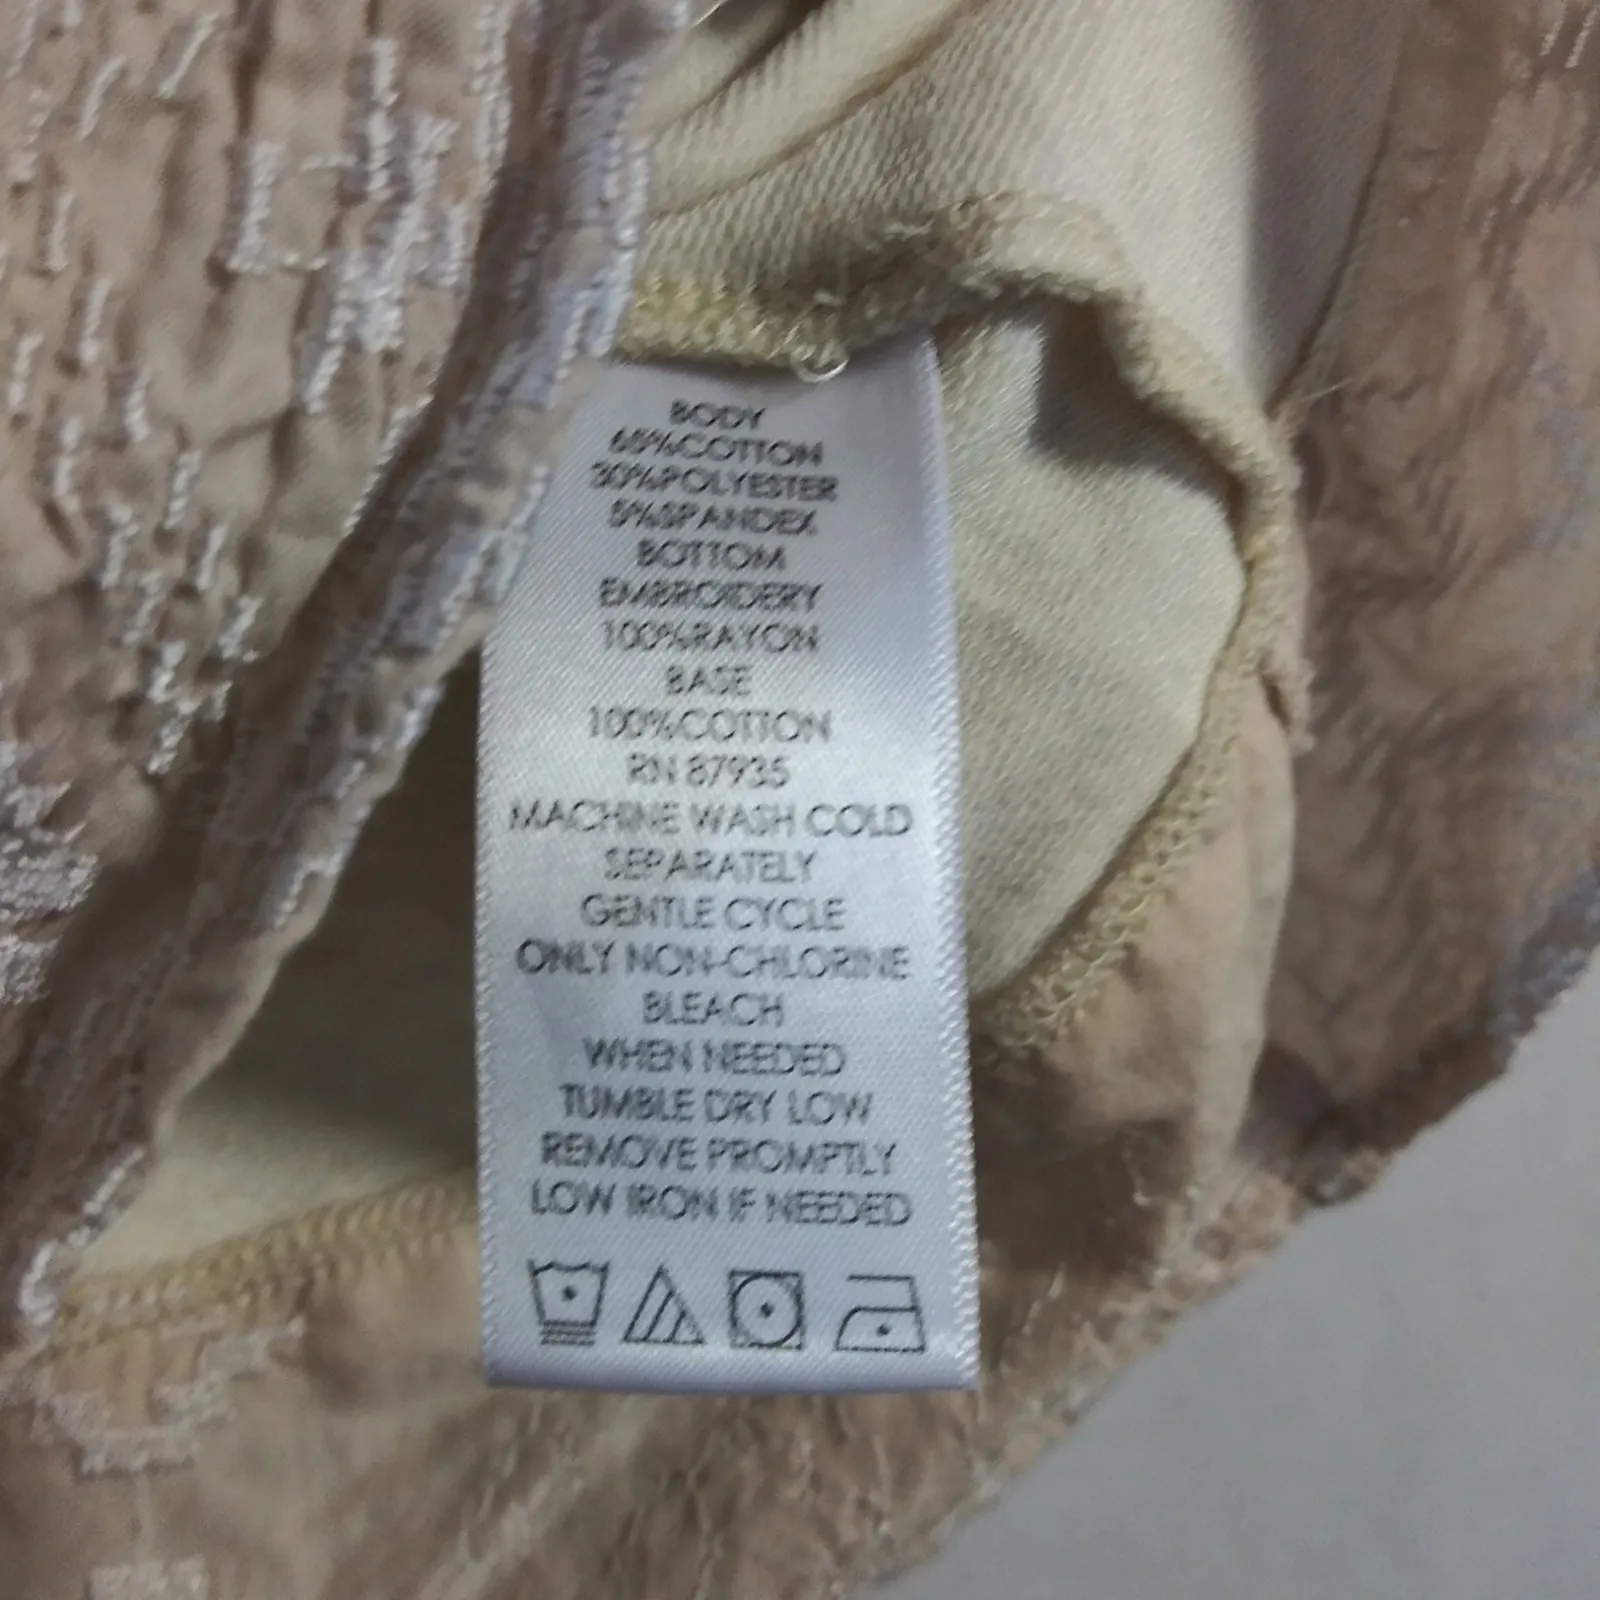 BODY
65%COTTON
30%POLYESTER
5%SPANDEX
BOTTOM
EMBROIDERY
100%RAYON
BASE
100%COTTON
RN 87935
MACHINE WASH COLD
SEPARATELY
GENTLE CYCLE
ONLY NON-CHLORINE
BLEACH
WHEN NEEDED
TUMBLE DRY LOW
REMOVE PROMPTLY
LOW IRON IF NEEDED